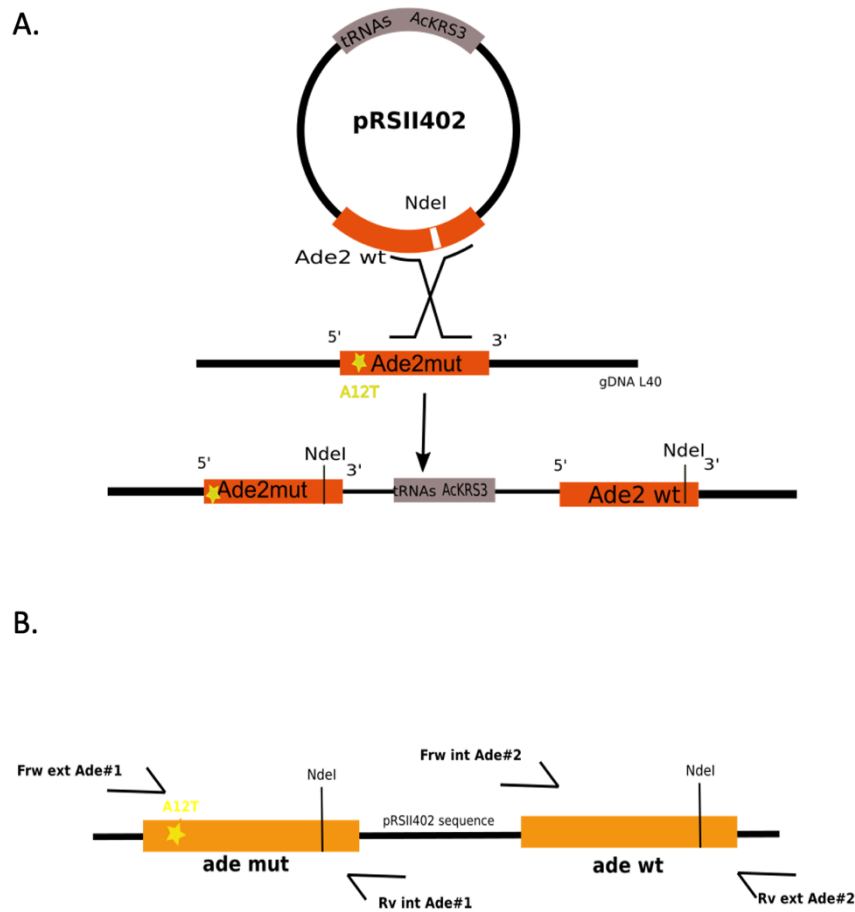 A.
tRNAs AcKRS3
pRSII402
NdeI
Ade2 wt
5' 3'
Ade2mut
A12T
gDNA L40
5' NdeI 3' 5' NdeI 3'
Ade2mut tRNAs AcKRS3 Ade2 wt
B.
Frw ext Ade#1
Frw int Ade#2
NdeI
NdeI
A12T
pRSII402 sequence
ade mut
ade wt
Rv int Ade#1
Rv ext Ade#2